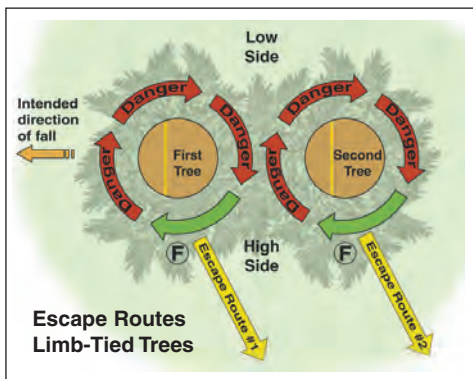 Low
Side
Intended
direction
of fall
Danger
Danger
Danger
First
Tree
Danger
Danger
Danger
Second
Tree
F
High
Side
F
Escape Route #1
Escape Route #2
Escape Routes
Limb-Tied Trees